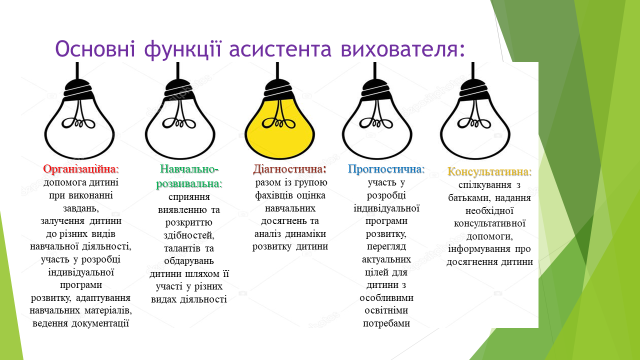 Основні функції асистента вихователя:
Організаційна:
допомога дитині
при виконанні
завдань,
залучення дитини
до різних видів
навчальної діяльності,
участь у розробці
індивідуальної
програми
розвитку, адаптування
навчальних матеріалів,
ведення документації
Навчально-
розвивальна:
сприяння
виявленню та
розкриттю
здібностей,
талантів та
обдарувань
дитини шляхом її
участі у різних
видах діяльності
Діагностична:
разом із групою
фахівців оцінка
навчальних
досягнень та
аналіз динаміки
розвитку дитини
Прогностична:
участь у
розробці
індивідуальної
програми
розвитку,
перегляд
актуальних
цілей для
дитини з
особливими
освітніми
потребами
Консультативна:
спілкування з
батьками, надання
необхідної
консультативної
допомоги,
інформування про
досягнення дитини